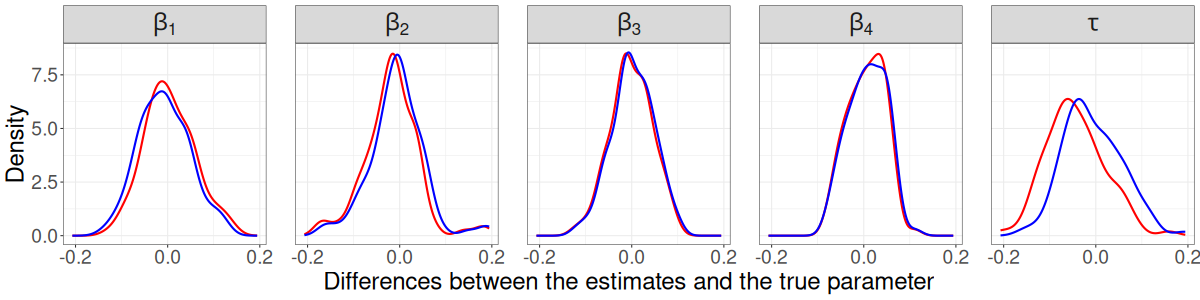 β₁ β₂ β₃ β₄ τ
Density
7.5
5.0
2.5
0.0
-0.2 0.0 0.2 -0.2 0.0 0.2 -0.2 0.0 0.2 -0.2 0.0 0.2 -0.2 0.0 0.2
Differences between the estimates and the true parameter